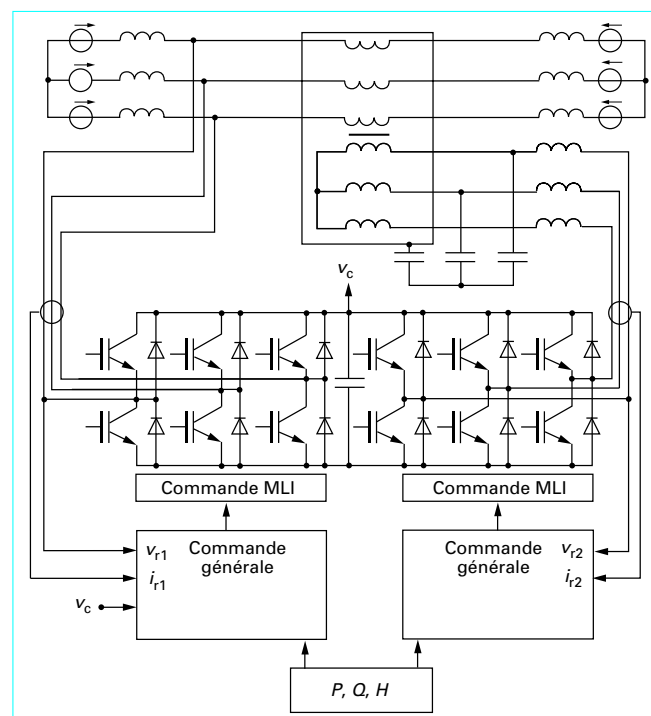 v_c
Commande MLI
Commande MLI
v_r1
Commande
générale
i_r1
v_c
Commande
générale
v_r2
i_r2
P, Q, H